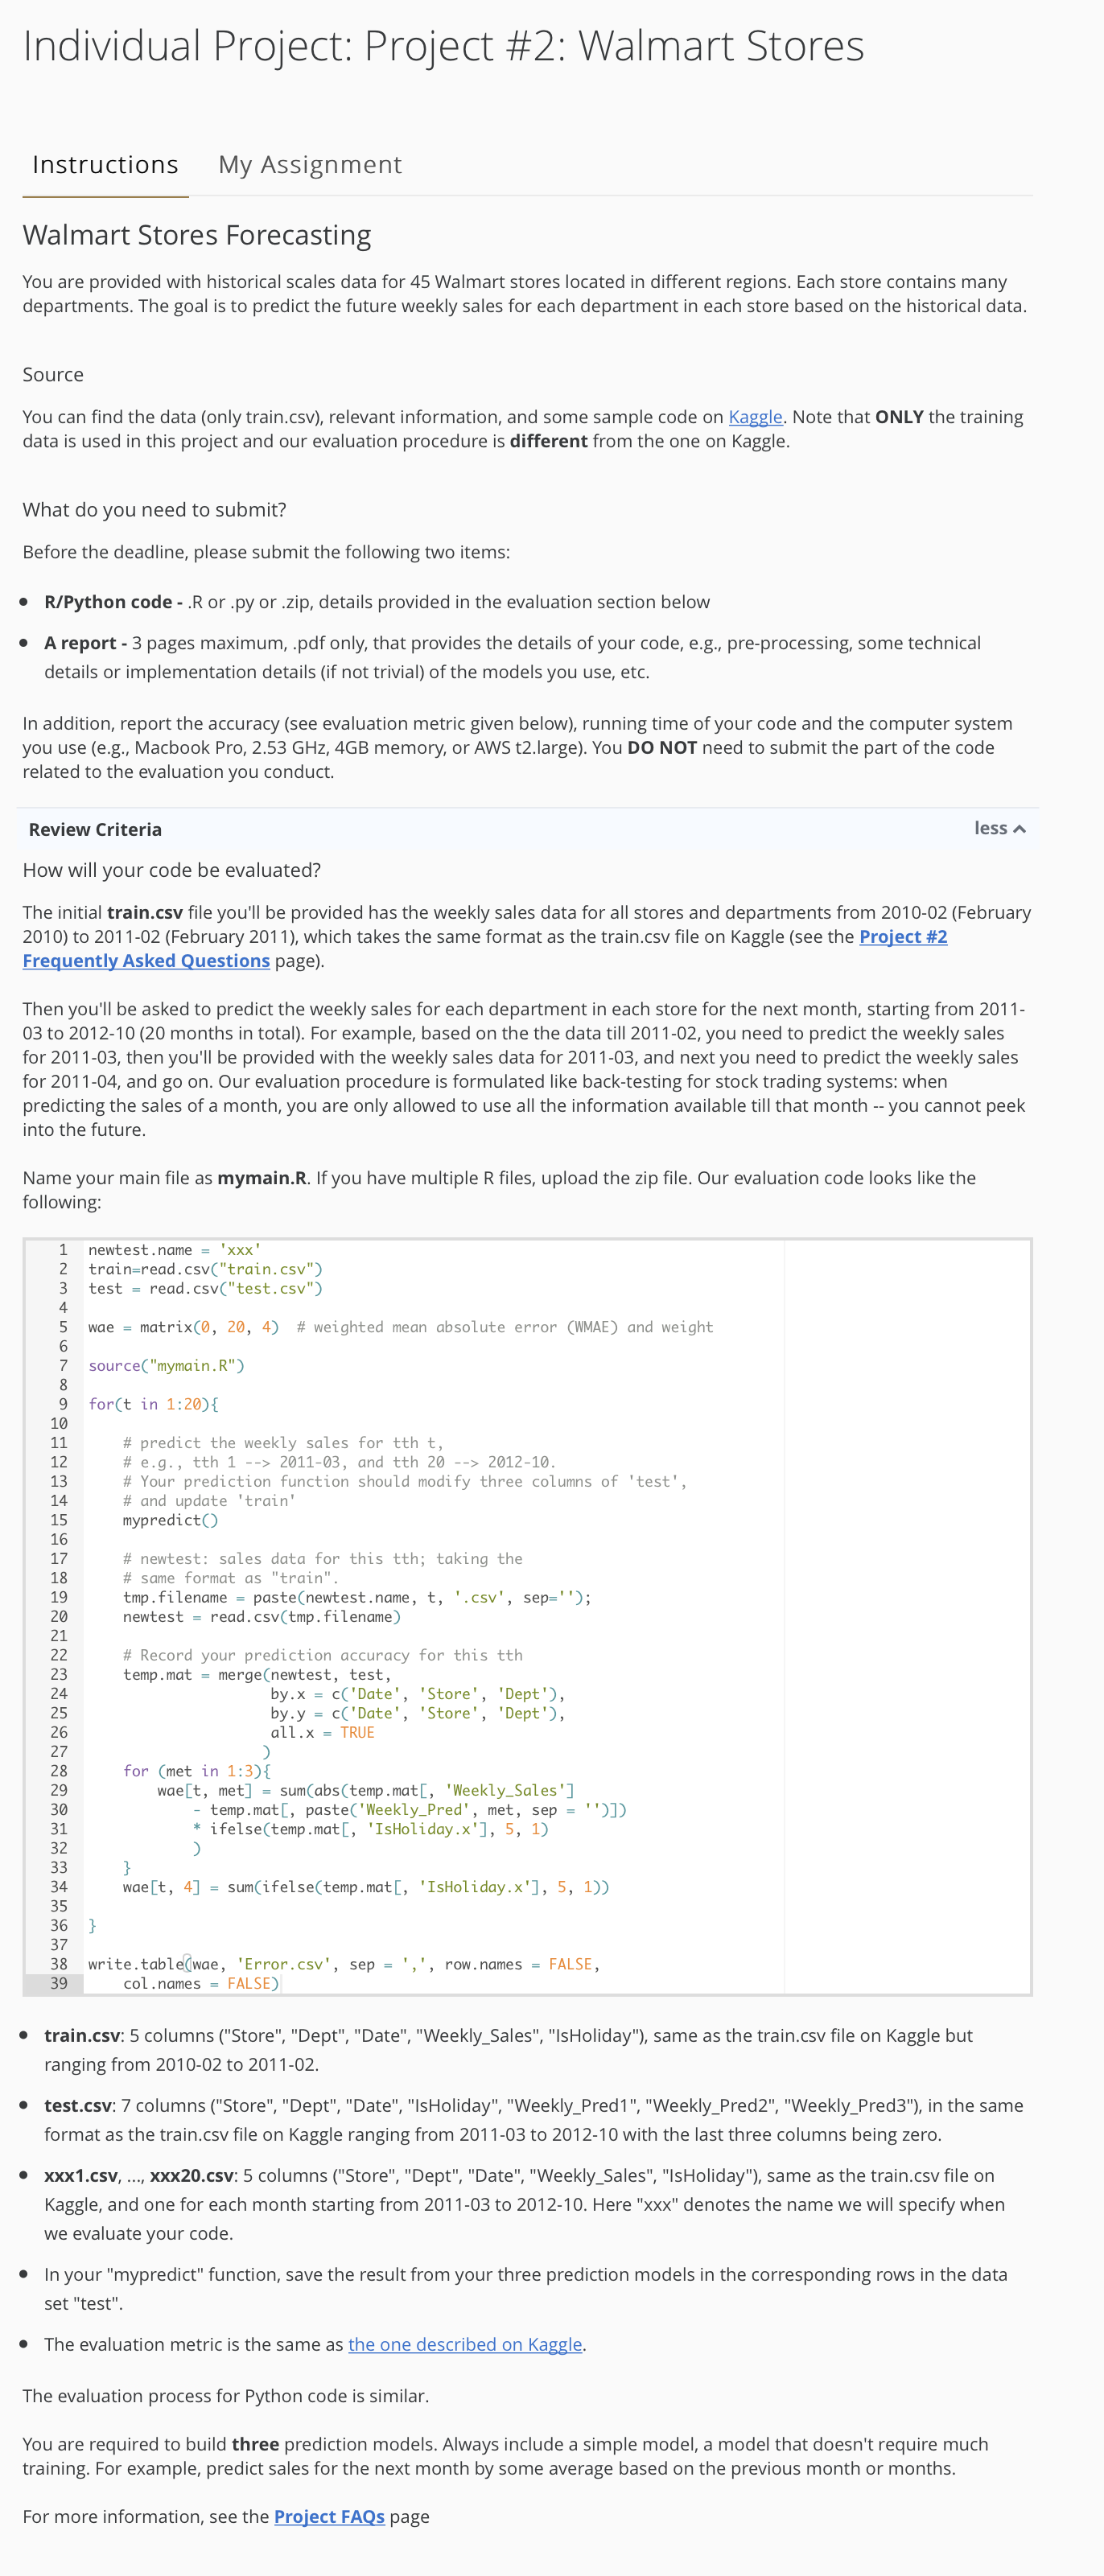 Individual Project: Project #2: Walmart Stores
Instructions My Assignment
Walmart Stores Forecasting
You are provided with historical scales data for 45 Walmart stores located in different regions. Each store contains many
departments. The goal is to predict the future weekly sales for each department in each store based on the historical data.
Source
You can find the data (only train.csv), relevant information, and some sample code on Kaggle. Note that ONLY the training
data is used in this project and our evaluation procedure is different from the one on Kaggle.
What do you need to submit?
Before the deadline, please submit the following two items:
• R/Python code - .R or .py or .zip, details provided in the evaluation section below
• A report - 3 pages maximum, .pdf only, that provides the details of your code, e.g., pre-processing, some technical
details or implementation details (if not trivial) of the models you use, etc.
In addition, report the accuracy (see evaluation metric given below), running time of your code and the computer system
you use (e.g., Macbook Pro, 2.53 GHz, 4GB memory, or AWS t2.large). You DO NOT need to submit the part of the code
related to the evaluation you conduct.
Review Criteria less
How will your code be evaluated?
The initial train.csv file you'll be provided has the weekly sales data for all stores and departments from 2010-02 (February
2010) to 2011-02 (February 2011), which takes the same format as the train.csv file on Kaggle (see the Project #2
Frequently Asked Questions page).
Then you'll be asked to predict the weekly sales for each department in each store for the next month, starting from 2011-
03 to 2012-10 (20 months in total). For example, based on the the data till 2011-02, you need to predict the weekly sales
for 2011-03, then you'll be provided with the weekly sales data for 2011-03, and next you need to predict the weekly sales
for 2011-04, and go on. Our evaluation procedure is formulated like back-testing for stock trading systems: when
predicting the sales of a month, you are only allowed to use all the information available till that month -- you cannot peek
into the future.
Name your main file as mymain.R. If you have multiple R files, upload the zip file. Our evaluation code looks like the
following:
1 newtest.name = 'xxx'
2 train=read.csv("train.csv")
3 test = read.csv("test.csv")
4
5 wae = matrix(0, 20, 4) # weighted mean absolute error (WMAE) and weight
6
7 source("mymain.R")
8
9 for(t in 1:20){
10
11 # predict the weekly sales for tth t,
12 # e.g., tth 1 --> 2011-03, and tth 20 --> 2012-10.
13 # Your prediction function should modify three columns of 'test',
14 # and update 'train'
15 mypredict()
16
17 # newtest: sales data for this tth; taking the
18 # same format as "train".
19 tmp.filename = paste(newtest.name, t, '.csv', sep='');
20 newtest = read.csv(tmp.filename)
21
22 # Record your prediction accuracy for this tth
23 temp.mat = merge(newtest, test,
24 by.x = c('Date', 'Store', 'Dept'),
25 by.y = c('Date', 'Store', 'Dept'),
26 all.x = TRUE
27 )
28 for (met in 1:3){
29 wae[t, met] = sum(abs(temp.mat[, 'Weekly_Sales']
30 - temp.mat[, paste('Weekly_Pred', met, sep = '')])
31 * ifelse(temp.mat[, 'IsHoliday.x'], 5, 1)
32 )
33 }
34 wae[t, 4] = sum(ifelse(temp.mat[, 'IsHoliday.x'], 5, 1))
35
36 }
37
38 write.table(wae, 'Error.csv', sep = ',', row.names = FALSE,
39 col.names = FALSE)
• train.csv: 5 columns ("Store", "Dept", "Date", "Weekly_Sales", "IsHoliday"), same as the train.csv file on Kaggle but
ranging from 2010-02 to 2011-02.
• test.csv: 7 columns ("Store", "Dept", "Date", "IsHoliday", "Weekly_Pred1", "Weekly_Pred2", "Weekly_Pred3"), in the same
format as the train.csv file on Kaggle ranging from 2011-03 to 2012-10 with the last three columns being zero.
• xxx1.csv, ..., xxx20.csv: 5 columns ("Store", "Dept", "Date", "Weekly_Sales", "IsHoliday"), same as the train.csv file on
Kaggle, and one for each month starting from 2011-03 to 2012-10. Here "xxx" denotes the name we will specify when
we evaluate your code.
• In your "mypredict" function, save the result from your three prediction models in the corresponding rows in the data
set "test".
• The evaluation metric is the same as the one described on Kaggle.
The evaluation process for Python code is similar.
You are required to build three prediction models. Always include a simple model, a model that doesn't require much
training. For example, predict sales for the next month by some average based on the previous month or months.
For more information, see the Project FAQs page